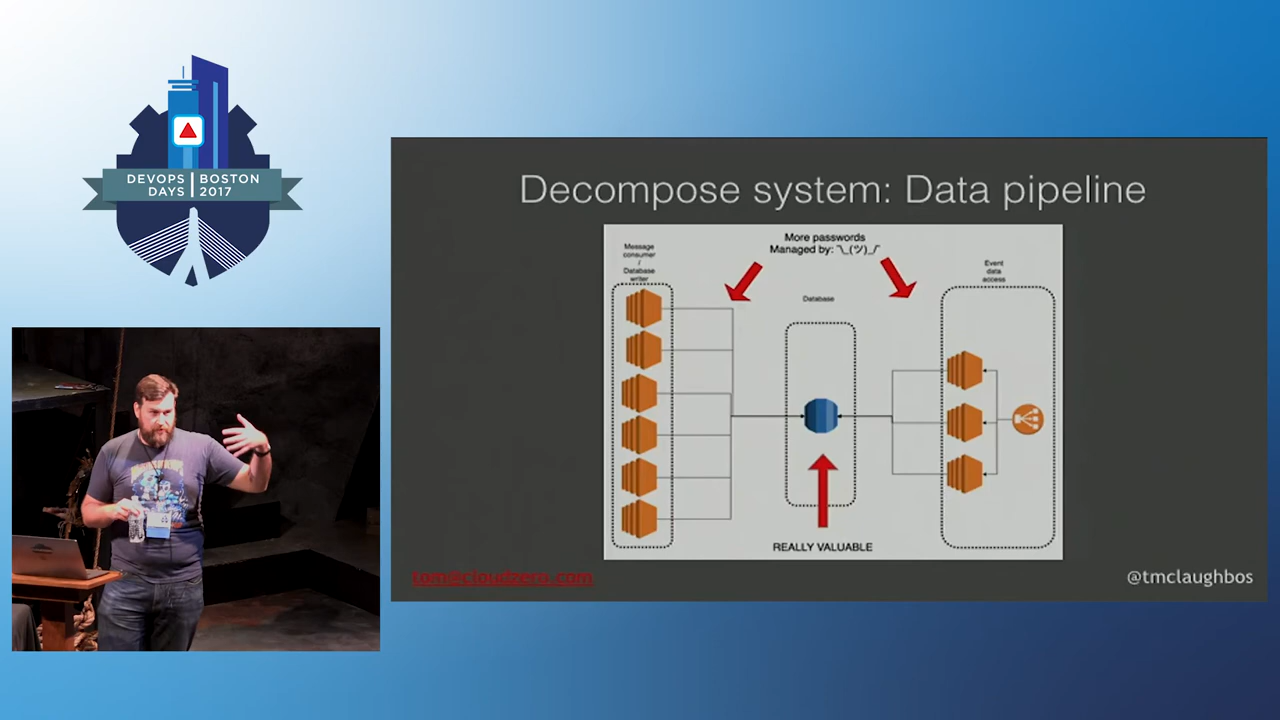 DEVOPS BOSTON
DAYS 2017
Decompose system: Data pipeline
More passwords
Managed by: ¯\_(ツ)_/¯
Message
consumer
/
Database
writer
Database
Event
data
access
REALLY VALUABLE
tom@cloudzero.com
@tmclaughbos